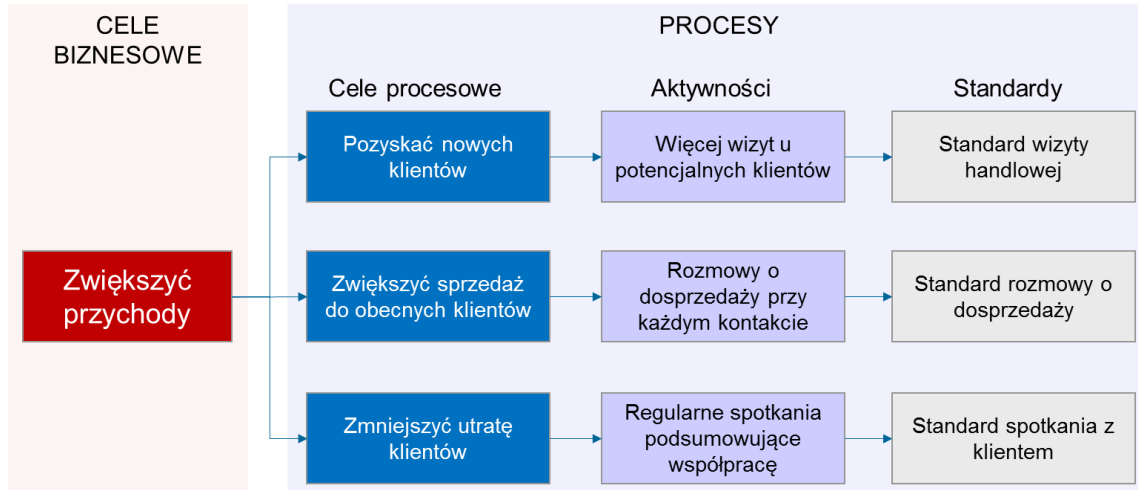 CELE
BIZNESOWE
PROCESY
Cele procesowe
Aktywności
Standardy
Pozyskać nowych
klientów
Więcej wizyt u
potencjalnych klientów
Standard wizyty
handlowej
Zwiększyć
przychody
Zwiększyć sprzedaż
do obecnych klientów
Rozmowy o
dosprzedaży przy
każdym kontakcie
Standard rozmowy o
dosprzedaży
Zmniejszyć utratę
klientów
Regularne spotkania
podsumowujące
współpracę
Standard spotkania z
klientem